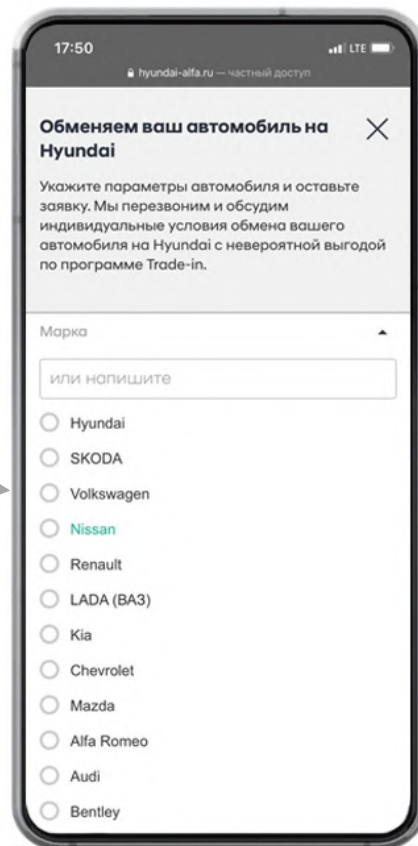 17:50
LTE
hyundai-alfa.ru — частный доступ
Обменяем ваш автомобиль на
Hyundai
Укажите параметры автомобиля и оставьте
заявку. Мы перезвоним и обсудим
индивидуальные условия обмена вашего
автомобиля на Hyundai с невероятной выгодой
по программе Trade-in.
Марка
или напишите
Hyundai
SKODA
Volkswagen
Nissan
Renault
LADA (ВАЗ)
Kia
Chevrolet
Mazda
Alfa Romeo
Audi
Bentley